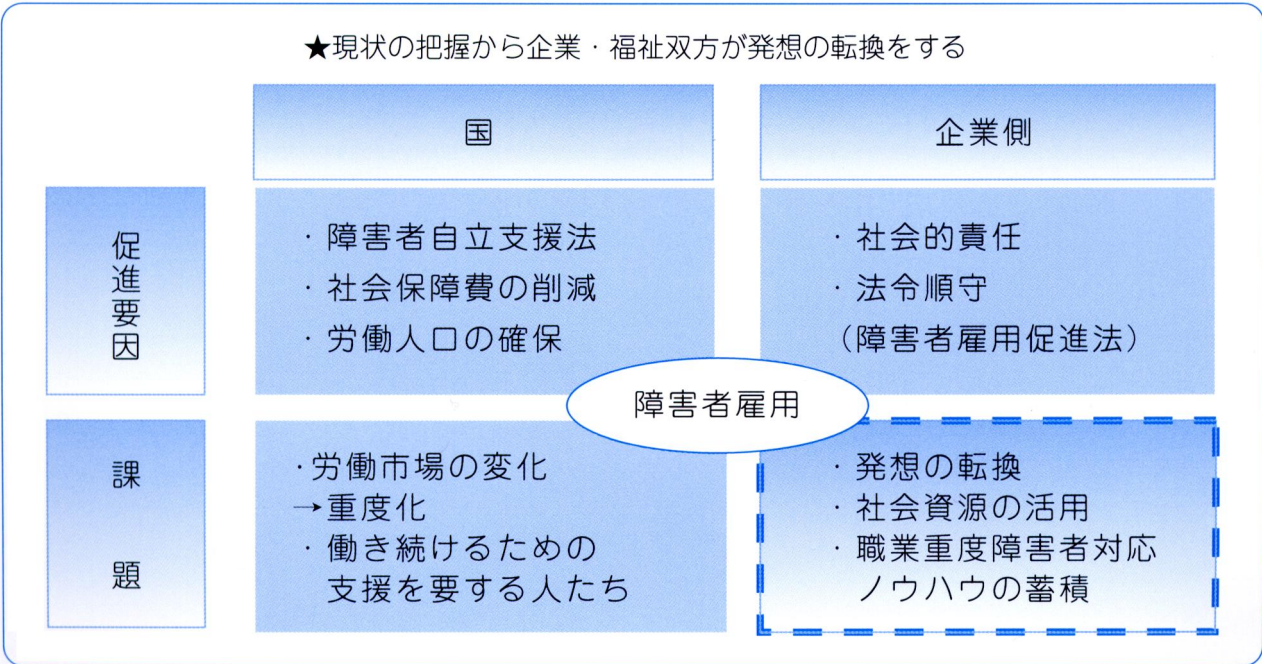 ★現状の把握から企業・福祉双方が発想の転換をする
国
企業側
促進要因
・障害者自立支援法
・社会保障費の削減
・労働人口の確保
・社会的責任
・法令順守
（障害者雇用促進法）
障害者雇用
課題
・労働市場の変化
→重度化
・働き続けるための
支援を要する人たち
・発想の転換
・社会資源の活用
・職業重度障害者対応
ノウハウの蓄積